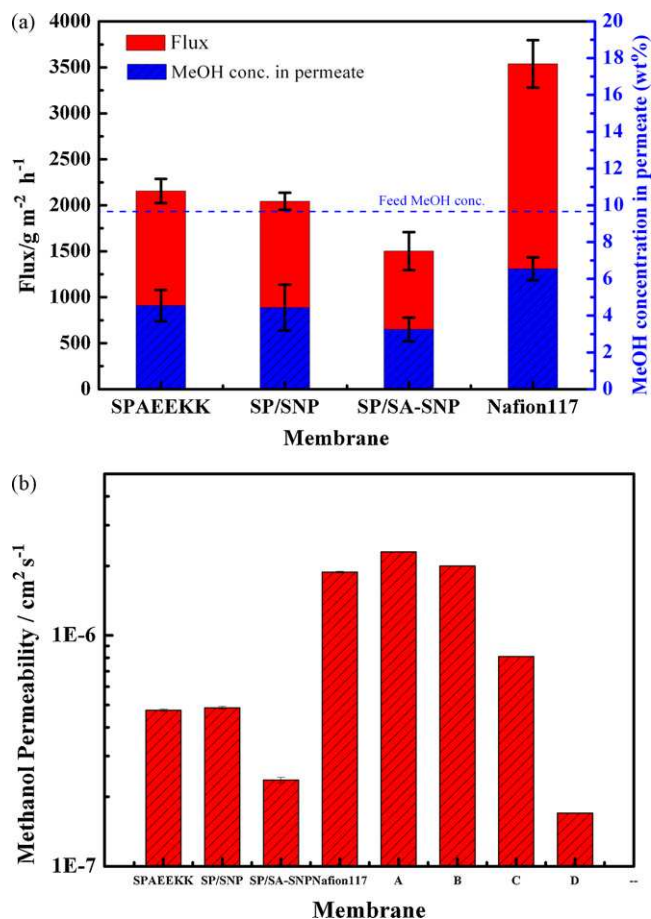 (a)
4000
3500
3000
2500
2000
1500
1000
500
0
Flux/g m⁻² h⁻¹
Flux
MeOH conc. in permeate
Feed MeOH conc.
20
18
16
14
12
10
8
6
4
2
0
MeOH concentration in permeate (wt%)
SPAEEKK SP/SNP SP/SA-SNP Nafion117
Membrane
(b)
Methanol Permeability / cm² s⁻¹
1E-6
1E-7
SPAEEKK SP/SNP SP/SA-SNP Nafion117 A B C D --
Membrane